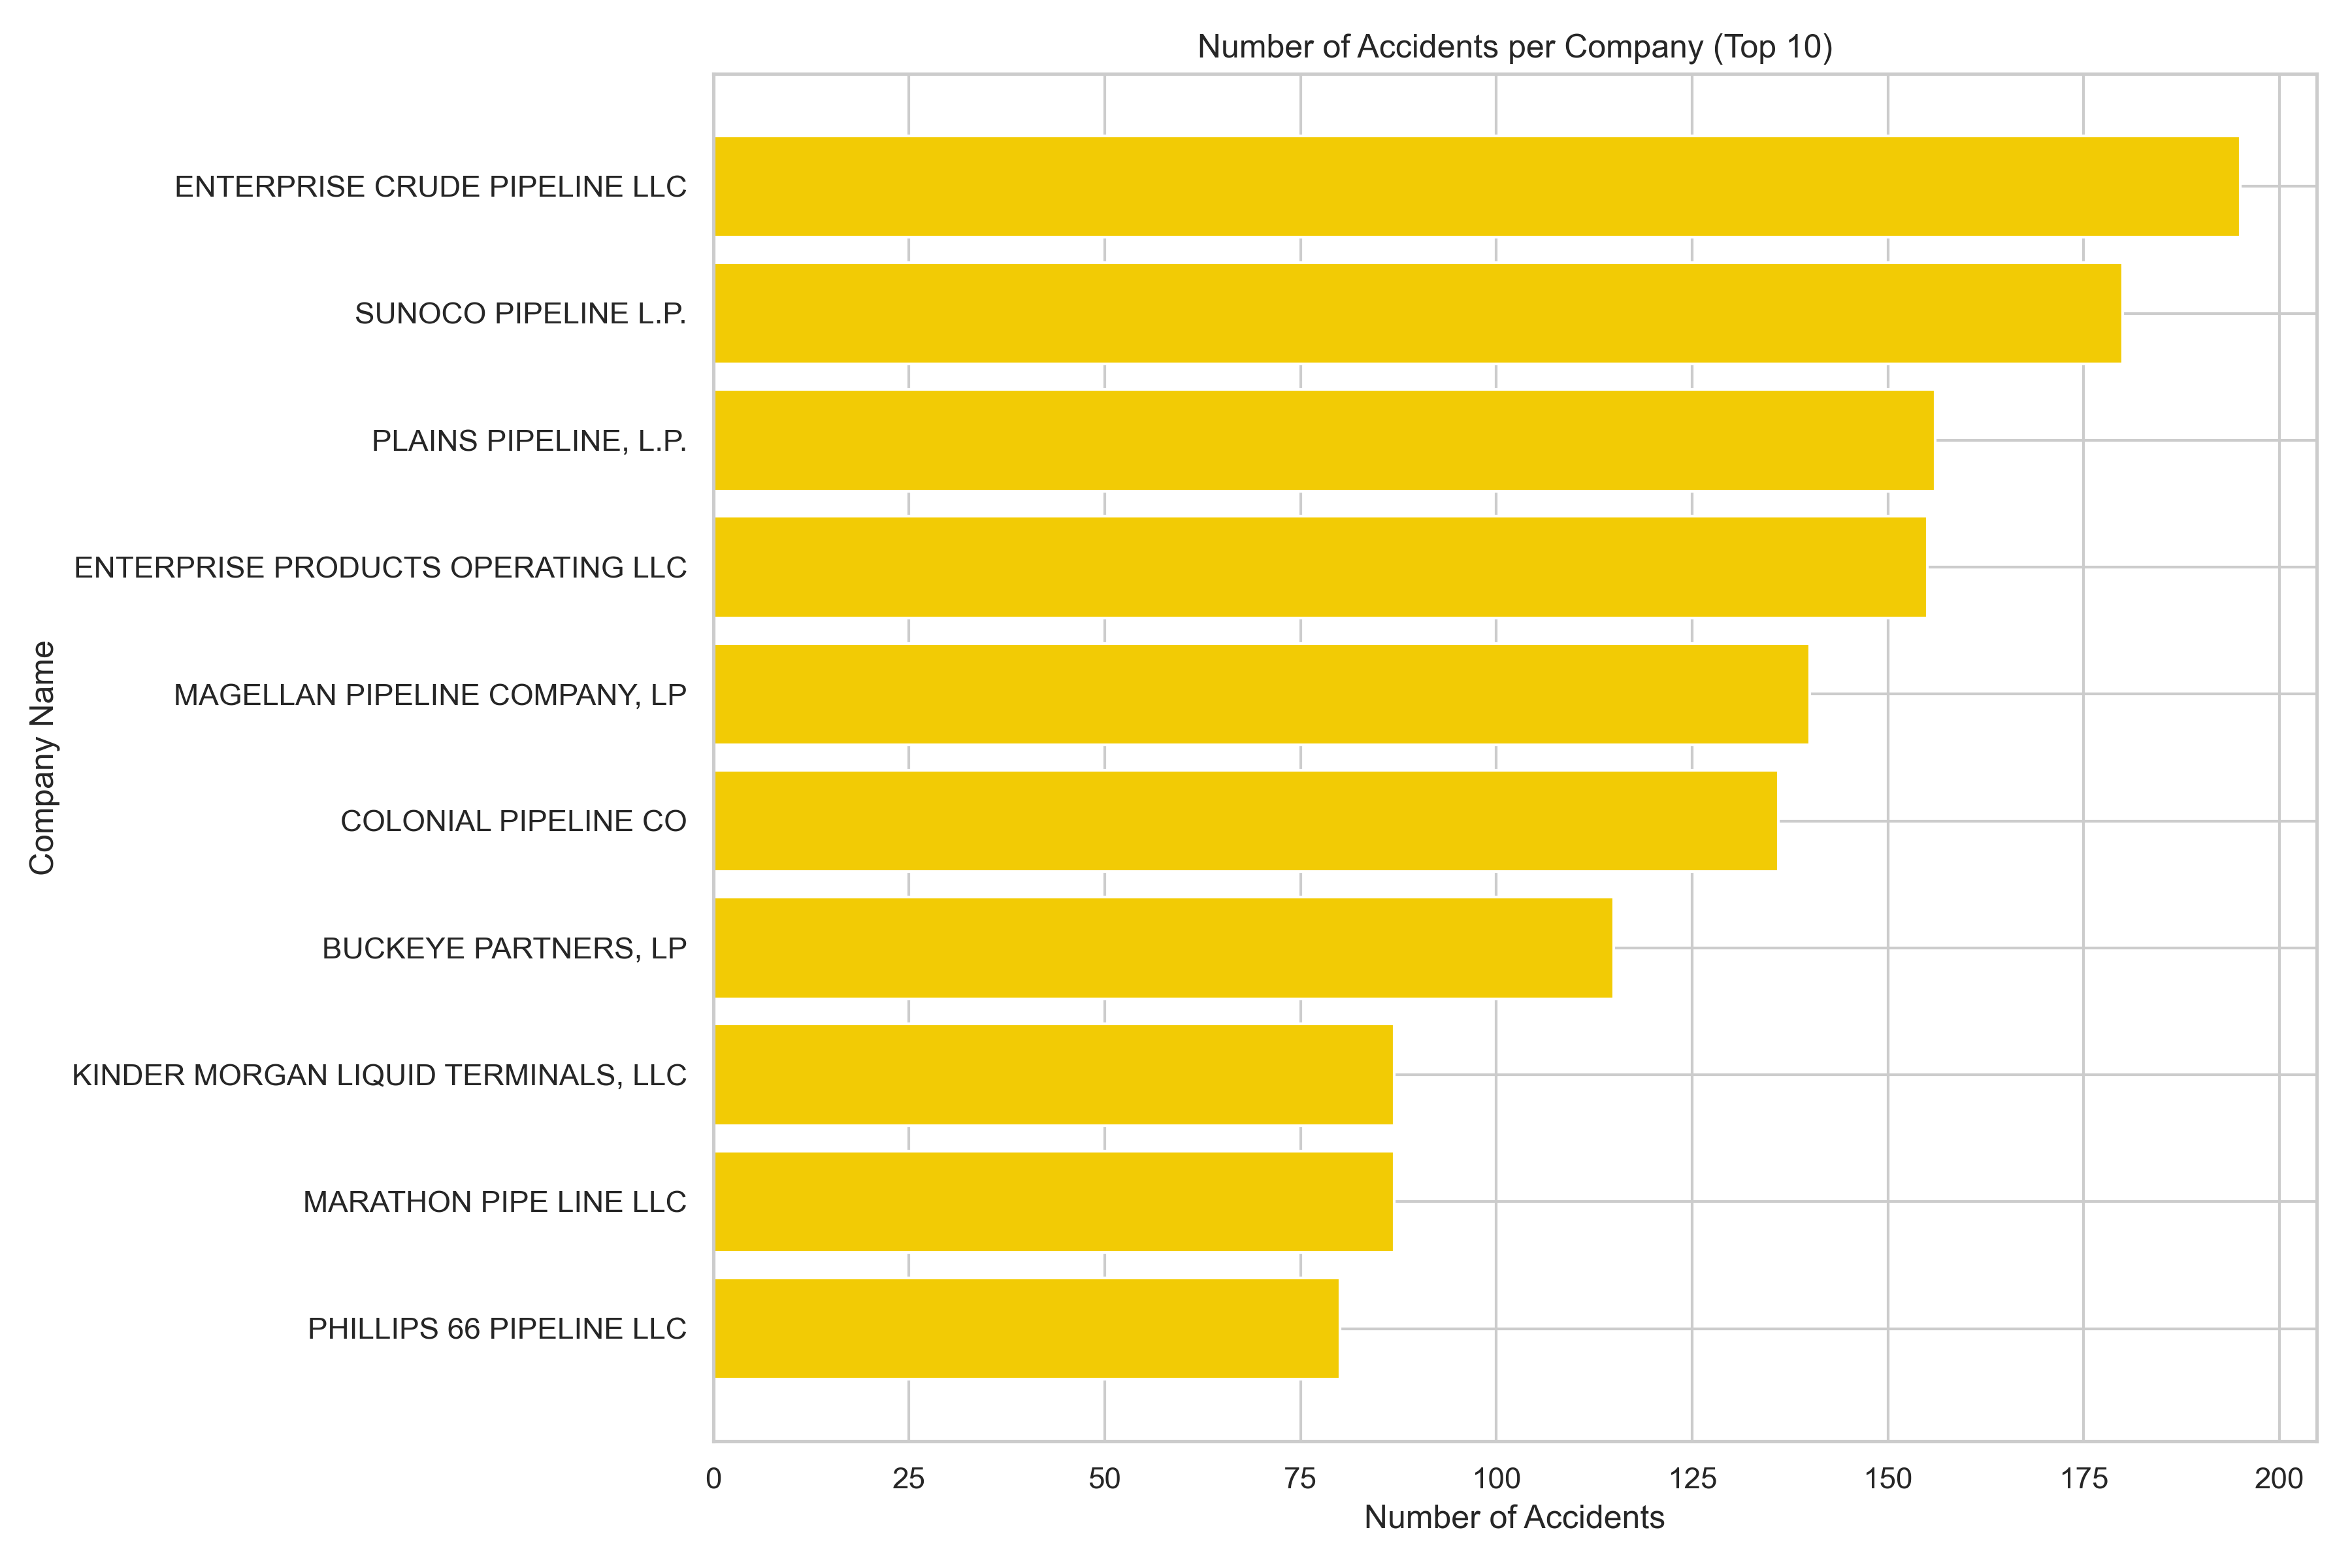 Number of Accidents per Company (Top 10)
ENTERPRISE CRUDE PIPELINE LLC
SUNOCO PIPELINE L.P.
PLAINS PIPELINE, L.P.
ENTERPRISE PRODUCTS OPERATING LLC
MAGELLAN PIPELINE COMPANY, LP
COLONIAL PIPELINE CO
BUCKEYE PARTNERS, LP
KINDER MORGAN LIQUID TERMINALS, LLC
MARATHON PIPE LINE LLC
PHILLIPS 66 PIPELINE LLC
Company Name
0 25 50 75 100 125 150 175 200
Number of Accidents